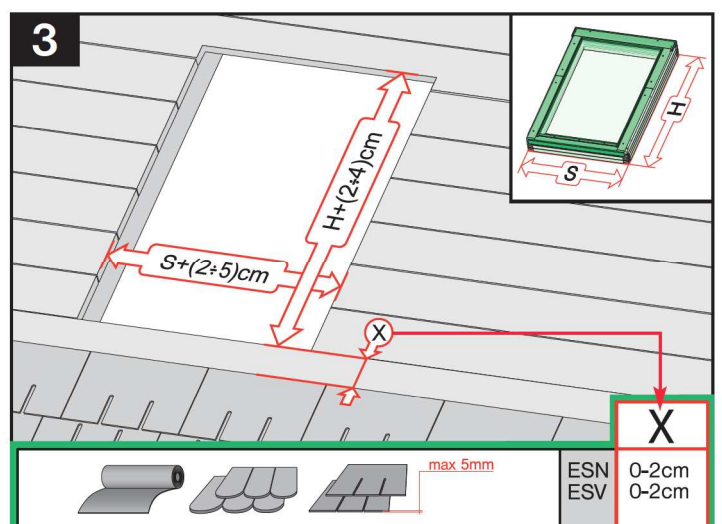 3
H
S
H+(2÷4)cm
S+(2÷5)cm
X
X
max 5mm
ESN 0-2cm
ESV 0-2cm